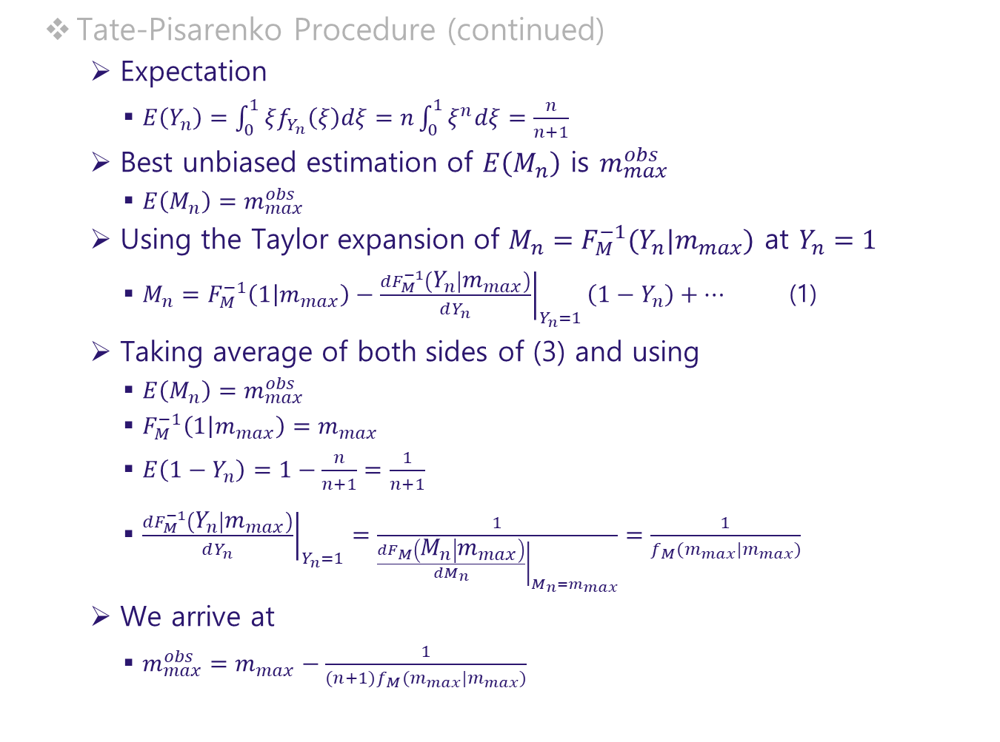 ❖ Tate-Pisarenko Procedure (continued)
➢ Expectation
▪ $E(Y_n) = \int_0^1 \xi f_{Y_n}(\xi) d\xi = n \int_0^1 \xi^n d\xi = \frac{n}{n+1}$
➢ Best unbiased estimation of $E(M_n)$ is $m_{max}^{obs}$
▪ $E(M_n) = m_{max}^{obs}$
➢ Using the Taylor expansion of $M_n = F_M^{-1}(Y_n|m_{max})$ at $Y_n = 1$
▪ $M_n = F_M^{-1}(1|m_{max}) - \left.\frac{dF_M^{-1}(Y_n|m_{max})}{dY_n}\right|_{Y_n=1} (1 - Y_n) + \cdots$ (1)
➢ Taking average of both sides of (3) and using
▪ $E(M_n) = m_{max}^{obs}$
▪ $F_M^{-1}(1|m_{max}) = m_{max}$
▪ $E(1 - Y_n) = 1 - \frac{n}{n+1} = \frac{1}{n+1}$
▪ $\left.\frac{dF_M^{-1}(Y_n|m_{max})}{dY_n}\right|_{Y_n=1} = \frac{1}{\left.\frac{dF_M(M_n|m_{max})}{dM_n}\right|_{M_n=m_{max}}} = \frac{1}{f_M(m_{max}|m_{max})}$
➢ We arrive at
▪ $m_{max}^{obs} = m_{max} - \frac{1}{(n+1)f_M(m_{max}|m_{max})}$